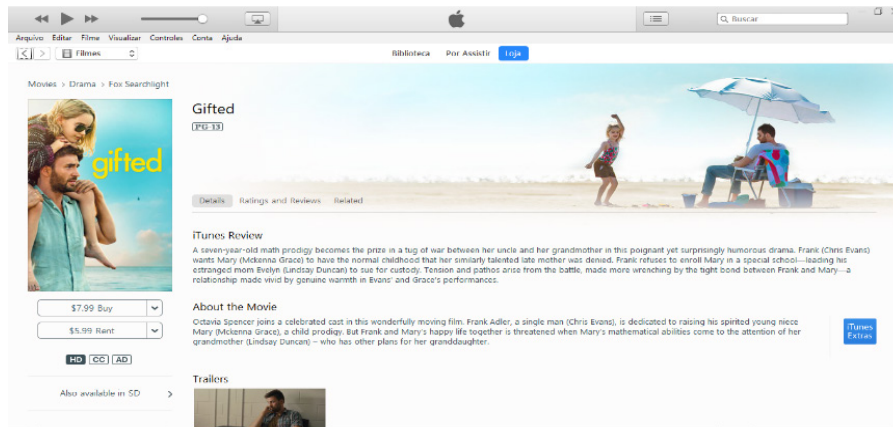 Buscar
Arquivo Editar Filme Visualizar Controles Conta Ajuda
Filmes
Biblioteca Por Assistir Loja
Movies > Drama > Fox Searchlight
gifted
Gifted
PG-13
Details Ratings and Reviews Related
iTunes Review
A seven-year-old math prodigy becomes the prize in a tug of war between her uncle and her grandmother in this poignant yet surprisingly humorous drama. Frank (Chris Evans)
wants Mary (Mckenna Grace) to have the normal childhood that her similarly talented late mother was denied. Frank refuses to enroll Mary in a special school—leading his
estranged mom Evelyn (Lindsay Duncan) to sue for custody. Tension and pathos arise from the battle, made more wrenching by the tight bond between Frank and Mary—a
relationship made vivid by genuine warmth in Evans' and Grace's performances.
$7.99 Buy
$5.99 Rent
HD CC AD
Also available in SD >
About the Movie
Octavia Spencer joins a celebrated cast in this wonderfully moving film. Frank Adler, a single man (Chris Evans), is dedicated to raising his spirited young niece
Mary (Mckenna Grace), a child prodigy. But Frank and Mary's happy life together is threatened when Mary's mathematical abilities come to the attention of her
grandmother (Lindsay Duncan) – who has other plans for her granddaughter.
iTunes
Extras
Trailers